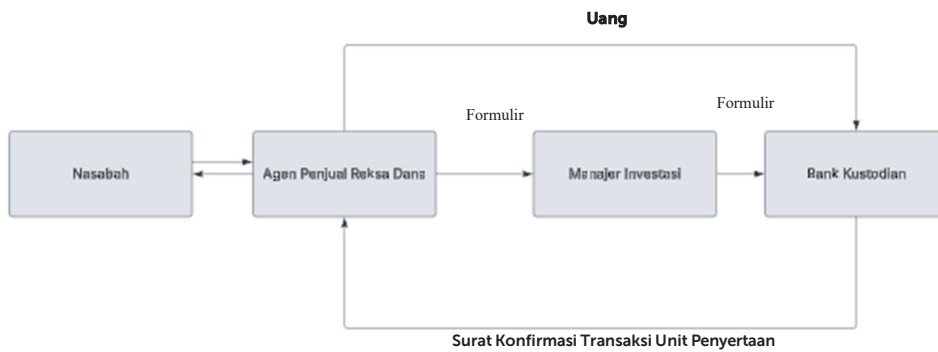 Uang
Formulir
Formulir
Nasabah
Agen Penjual Reksa Dana
Manajer Investasi
Bank Kustodian
Surat Konfirmasi Transaksi Unit Penyertaan